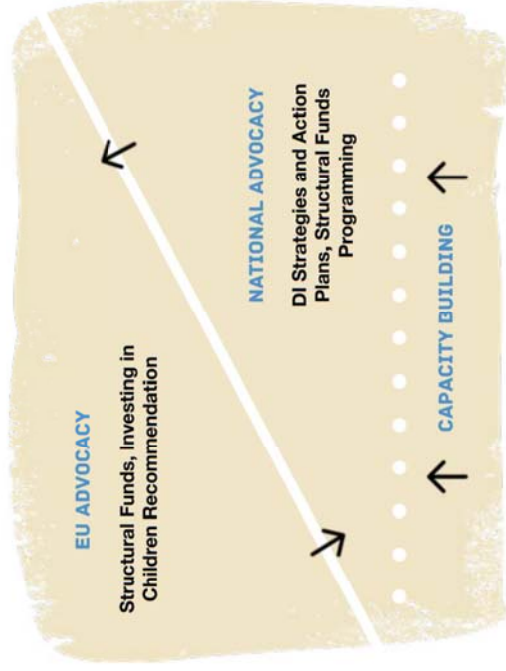 EU ADVOCACY
Structural Funds, Investing in
Children Recommendation
NATIONAL ADVOCACY
DI Strategies and Action
Plans, Structural Funds
Programming
CAPACITY BUILDING